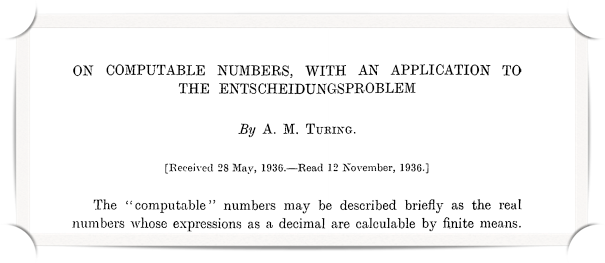 ON COMPUTABLE NUMBERS, WITH AN APPLICATION TO
THE ENTSCHEIDUNGSPROBLEM
By A. M. TURING.
[Received 28 May, 1936.—Read 12 November, 1936.]
The "computable" numbers may be described briefly as the real
numbers whose expressions as a decimal are calculable by finite means.